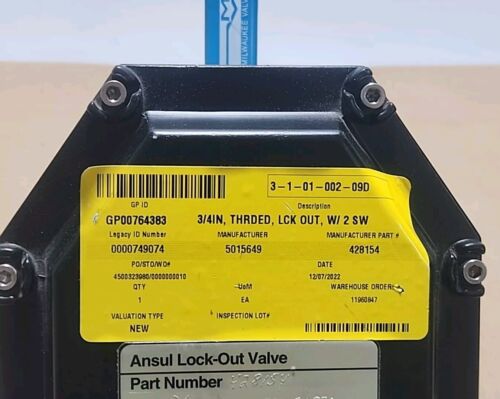 MILWAUKEE VALVE
3-1-01-002-09D
GP ID
Description
GP00764383 3/4IN, THRDED, LCK OUT, W/ 2 SW
Legacy ID Number MANUFACTURER MANUFACTURER PART #
0000749074 5015649 428154
PO/STO/WO# DATE
4500323980/0000000010 12/07/2022
QTY UoM WAREHOUSE ORDER
1 EA 11960847
VALUATION TYPE INSPECTION LOT#
NEW
Ansul Lock-Out Valve
Part Number